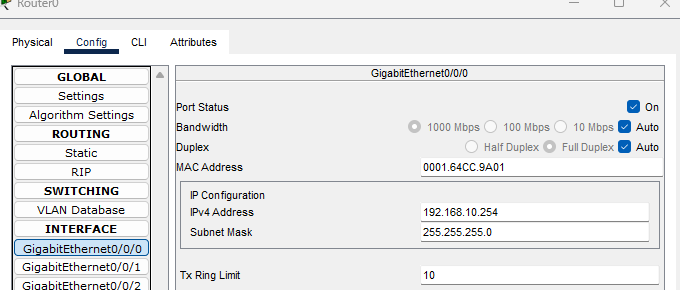 Router0
Physical Config CLI Attributes
GLOBAL
Settings
Algorithm Settings
ROUTING
Static
RIP
SWITCHING
VLAN Database
INTERFACE
GigabitEthernet0/0/0
GigabitEthernet0/0/1
GigabitEthernet0/0/2
GigabitEthernet0/0/0
Port Status On
Bandwidth 1000 Mbps 100 Mbps 10 Mbps Auto
Duplex Half Duplex Full Duplex Auto
MAC Address 0001.64CC.9A01
IP Configuration
IPv4 Address 192.168.10.254
Subnet Mask 255.255.255.0
Tx Ring Limit 10